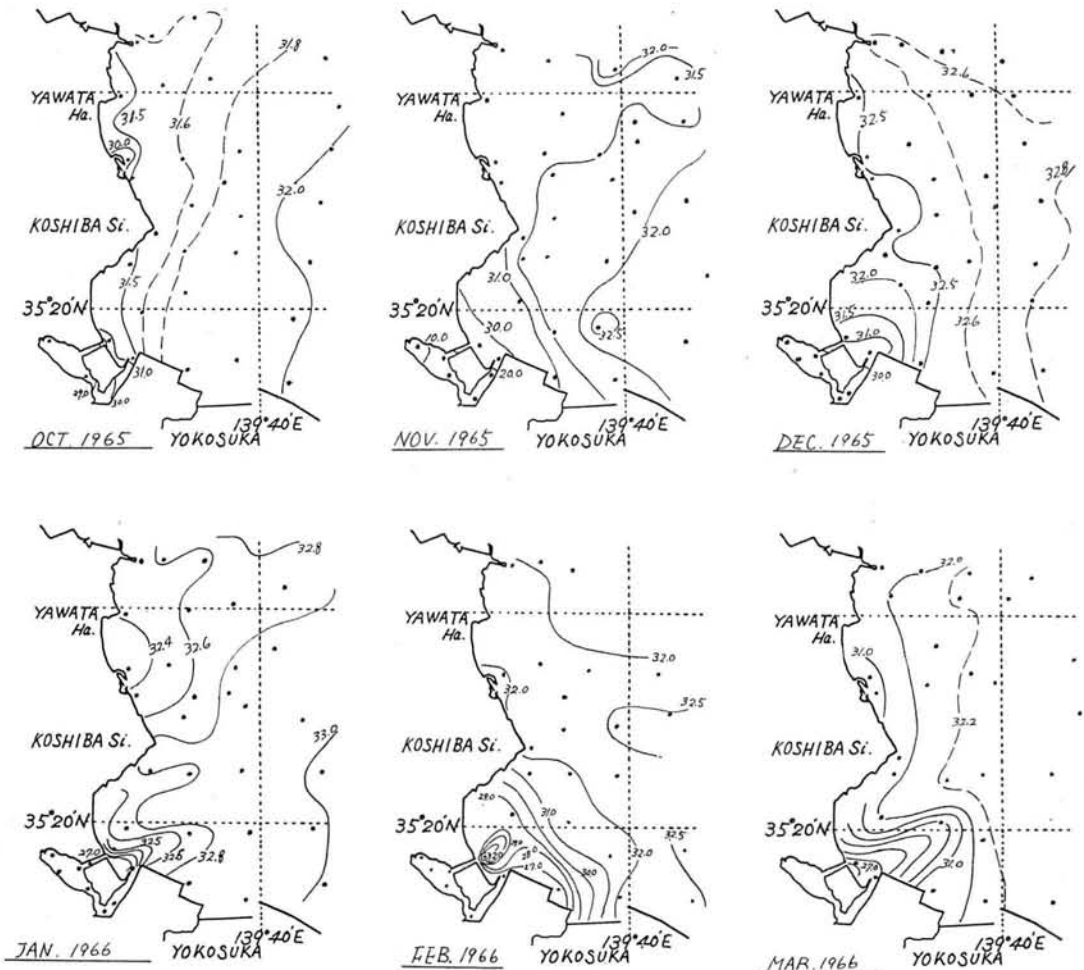 31.8
31.5
31.6
YAWATA
Ha.
30.0
32.0
KOSHIBA Si.
31.5
35°20'N
31.0
30.0
139°40'E
OCT. 1965
YOKOSUKA
32.0
31.5
YAWATA
Ha.
KOSHIBA Si.
32.0
31.0
35°20'N
30.0
32.5
10.0
20.0
139°40'E
NOV. 1965
YOKOSUKA
32.6
YAWATA
Ha.
32.5
32.8
KOSHIBA Si.
32.0
32.5
35°20'N
31.5
32.6
31.0
30.0
139°40'E
DEC. 1965
YOKOSUKA
32.8
YAWATA
Ha.
32.4
32.6
KOSHIBA Si.
33.0
35°20'N
32.5
27.0
32.8
139°40'E
JAN. 1966
YOKOSUKA
YAWATA
Ha.
32.0
32.0
32.5
KOSHIBA Si.
31.0
35°20'N
32.5
32.0
28.0
27.0
30.0
139°40'E
FEB. 1966
YOKOSUKA
32.0
YAWATA
Ha.
31.0
32.2
KOSHIBA Si.
35°20'N
31.0
27.0
139°40'E
MAR. 1966
YOKOSUKA